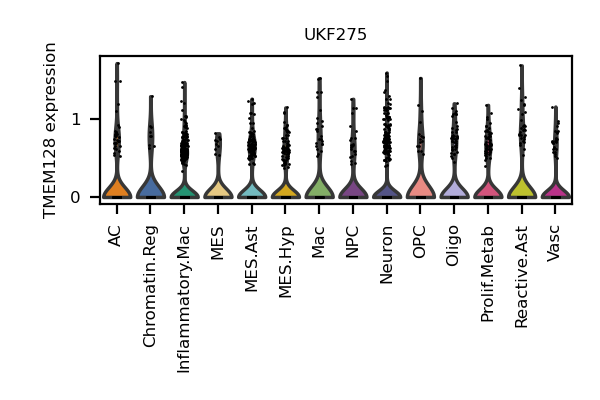 UKF275
TMEM128 expression
1
0
AC
Chromatin.Reg
Inflammatory.Mac
MES
MES.Ast
MES.Hyp
Mac
NPC
Neuron
OPC
Oligo
Prolif.Metab
Reactive.Ast
Vasc